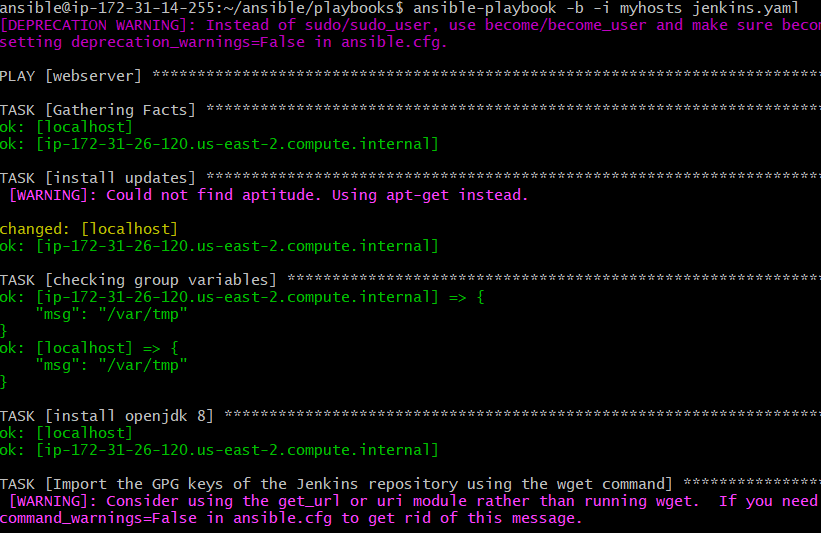 ansible@ip-172-31-14-255:~/ansible/playbooks$ ansible-playbook -b -i myhosts jenkins.yaml
[DEPRECATION WARNING]: Instead of sudo/sudo_user, use become/become_user and make sure becom
setting deprecation_warnings=False in ansible.cfg.
PLAY [webserver] **************************************************************************
TASK [Gathering Facts] ********************************************************************
ok: [localhost]
ok: [ip-172-31-26-120.us-east-2.compute.internal]
TASK [install updates] ********************************************************************
[WARNING]: Could not find aptitude. Using apt-get instead.
changed: [localhost]
ok: [ip-172-31-26-120.us-east-2.compute.internal]
TASK [checking group variables] ***********************************************************
ok: [ip-172-31-26-120.us-east-2.compute.internal] => {
    "msg": "/var/tmp"
}
ok: [localhost] => {
    "msg": "/var/tmp"
}
TASK [install openjdk 8] ******************************************************************
ok: [localhost]
ok: [ip-172-31-26-120.us-east-2.compute.internal]
TASK [Import the GPG keys of the Jenkins repository using the wget command] ***************
[WARNING]: Consider using the get_url or uri module rather than running wget.  If you need
command_warnings=False in ansible.cfg to get rid of this message.